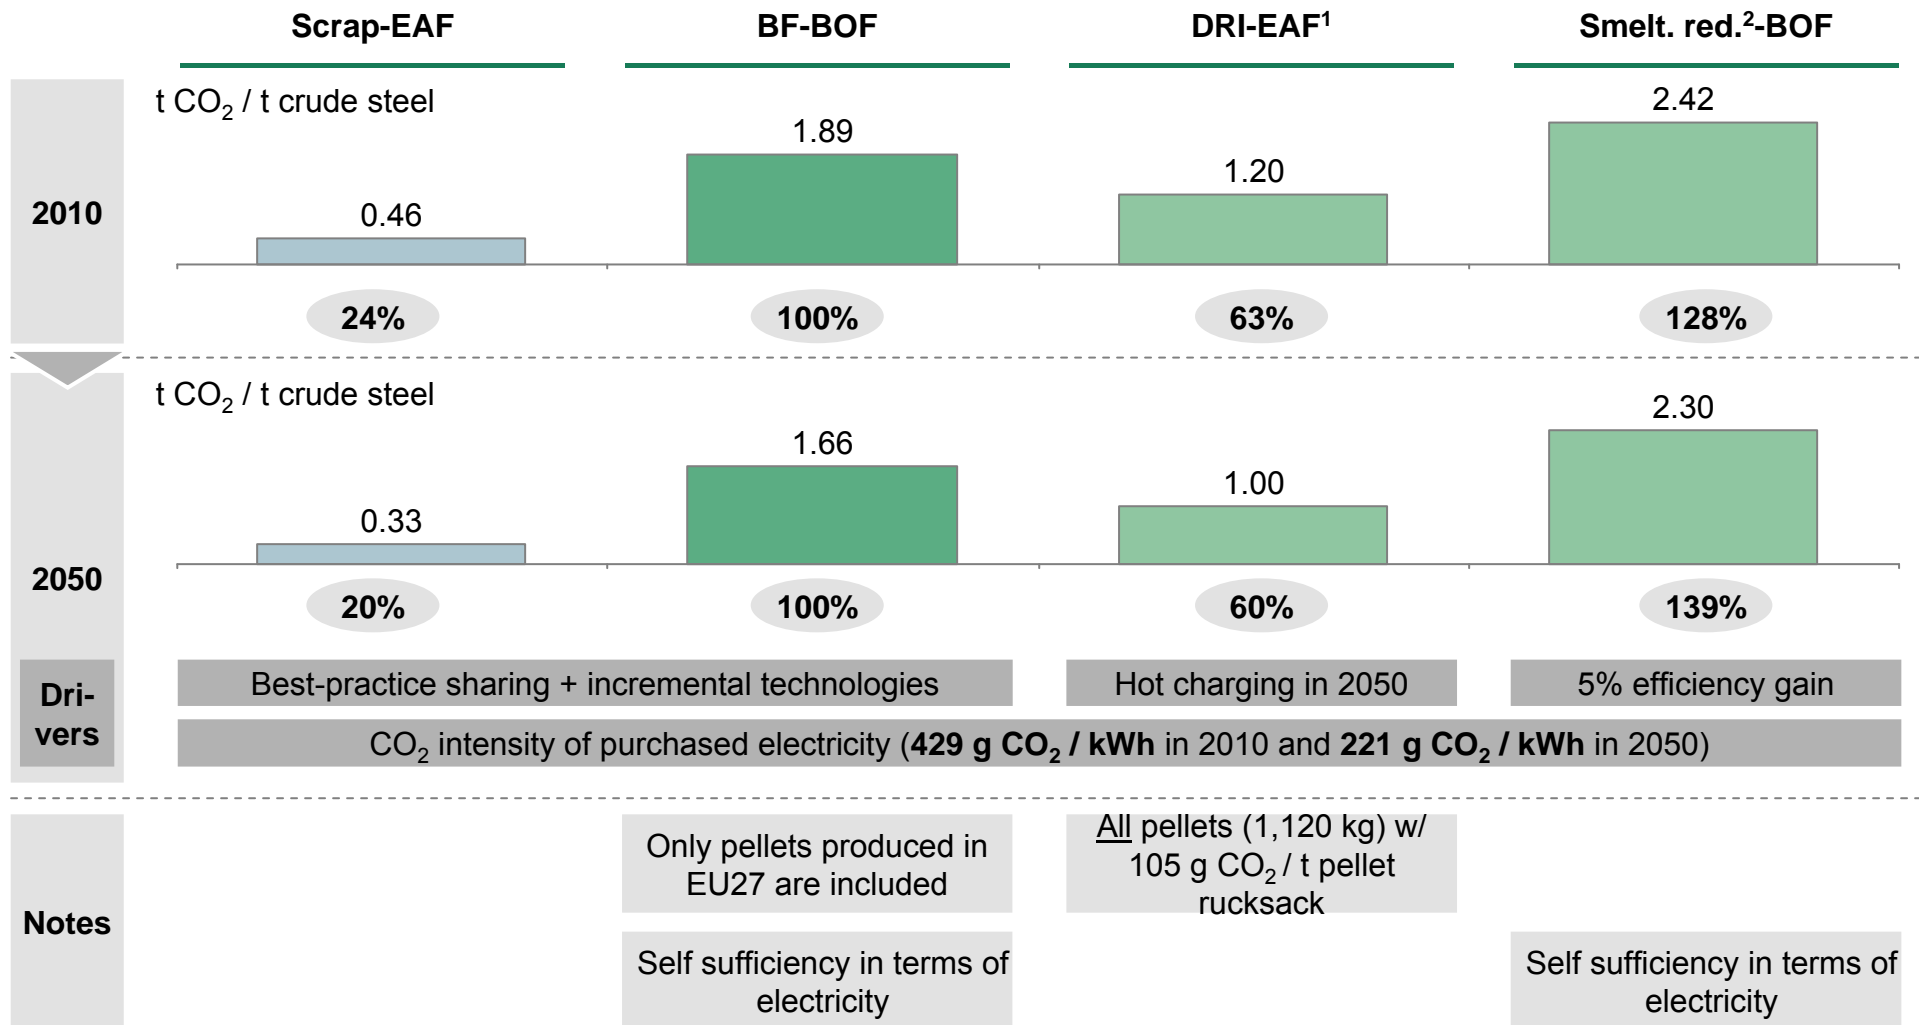 Scrap-EAF
BF-BOF
DRI-EAF¹
Smelt. red.²-BOF
2010
t CO₂ / t crude steel
0.46
1.89
1.20
2.42
24%
100%
63%
128%
2050
t CO₂ / t crude steel
0.33
1.66
1.00
2.30
20%
100%
60%
139%
Dri-
vers
Best-practice sharing + incremental technologies
Hot charging in 2050
5% efficiency gain
CO₂ intensity of purchased electricity (429 g CO₂ / kWh in 2010 and 221 g CO₂ / kWh in 2050)
Notes
Only pellets produced in
EU27 are included
All pellets (1,120 kg) w/
105 g CO₂ / t pellet
rucksack
Self sufficiency in terms of
electricity
Self sufficiency in terms of
electricity